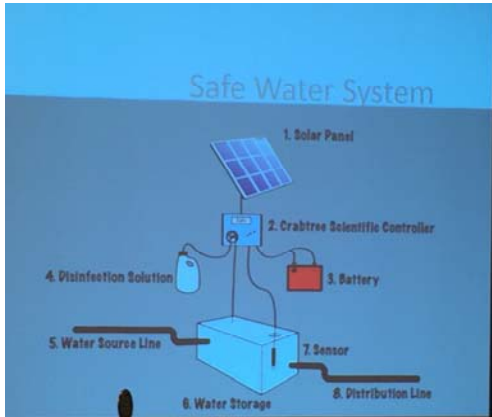 Safe Water System
1. Solar Panel
2. Crabtree Scientific Controller
4. Disinfection Solution
3. Battery
5. Water Source Line
7. Sensor
6. Water Storage
8. Distribution Line